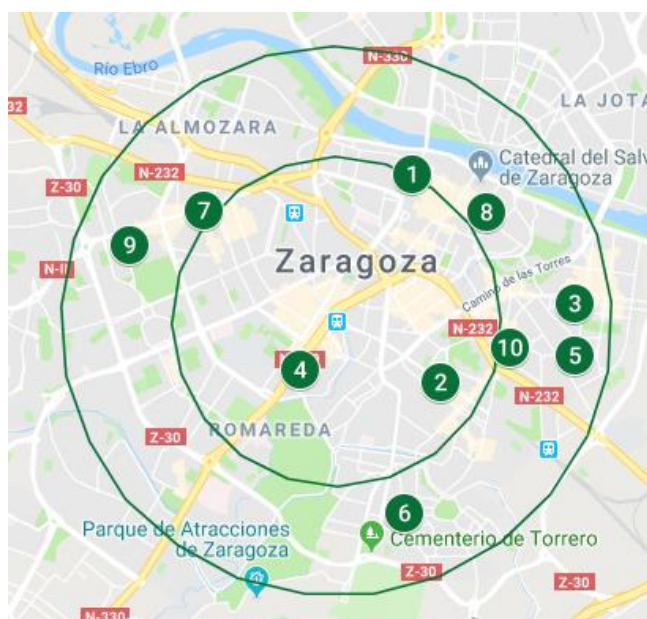 N-330
Río Ebro
32
LA JOTA
LA ALMOZARA
Catedral del Salv
de Zaragoza
N-232
1
Z-30
7
8
9
Zaragoza
N-II
Camino de las Torres
3
N-232
10
5
4
2
N-232
ROMAREDA
Z-30
6
Parque de Atracciones
de Zaragoza
Cementerio de Torrero
Z-30
N-330